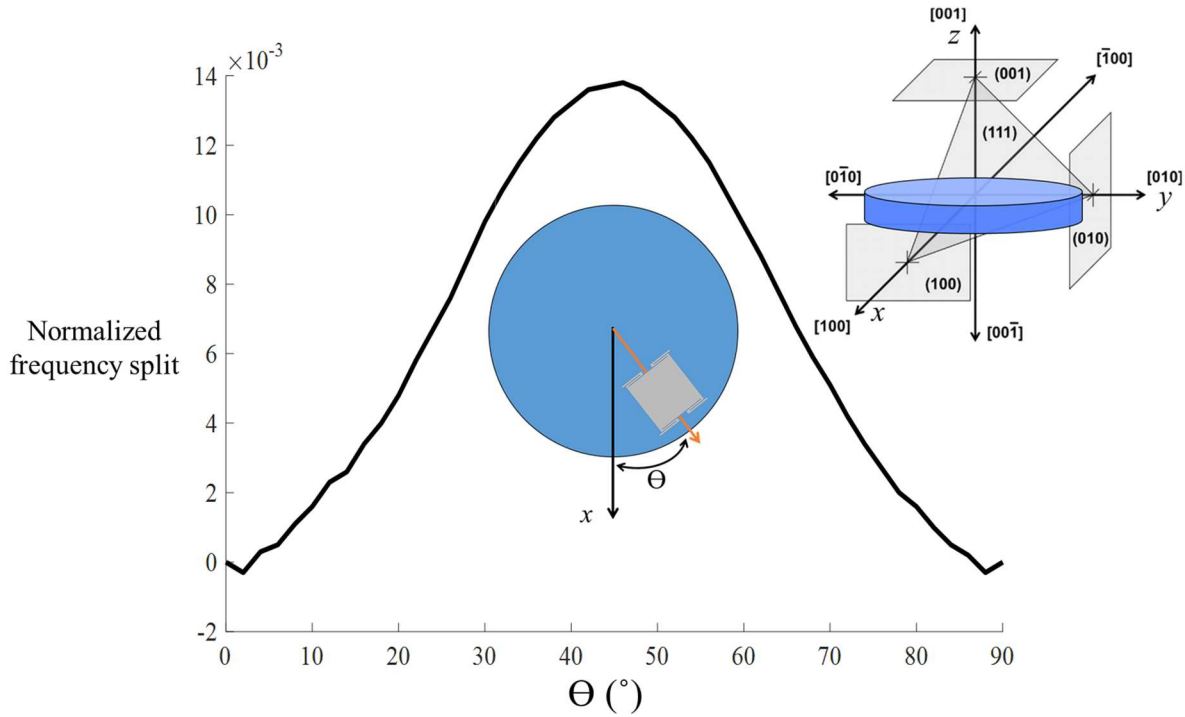 ×10⁻³
14
12
10
8
6
4
2
0
-2
Normalized
frequency split
0 10 20 30 40 50 60 70 80 90
Ɵ (°)
Ɵ
x
[001]
z
[1̅00]
(001)
(111)
[01̅0]
[010]
y
(010)
(100)
[100]
x
[001̅]